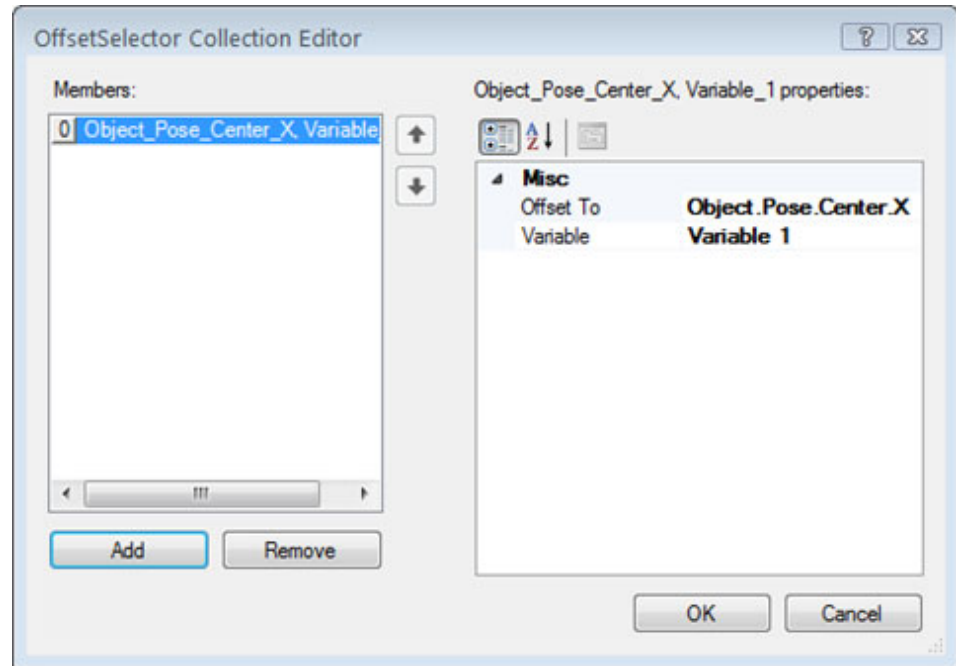 OffsetSelector Collection Editor
Members:
0 Object_Pose_Center_X, Variable
Add
Remove
Object_Pose_Center_X, Variable_1 properties:
Misc
Offset To Object.Pose.Center.X
Variable Variable 1
OK
Cancel